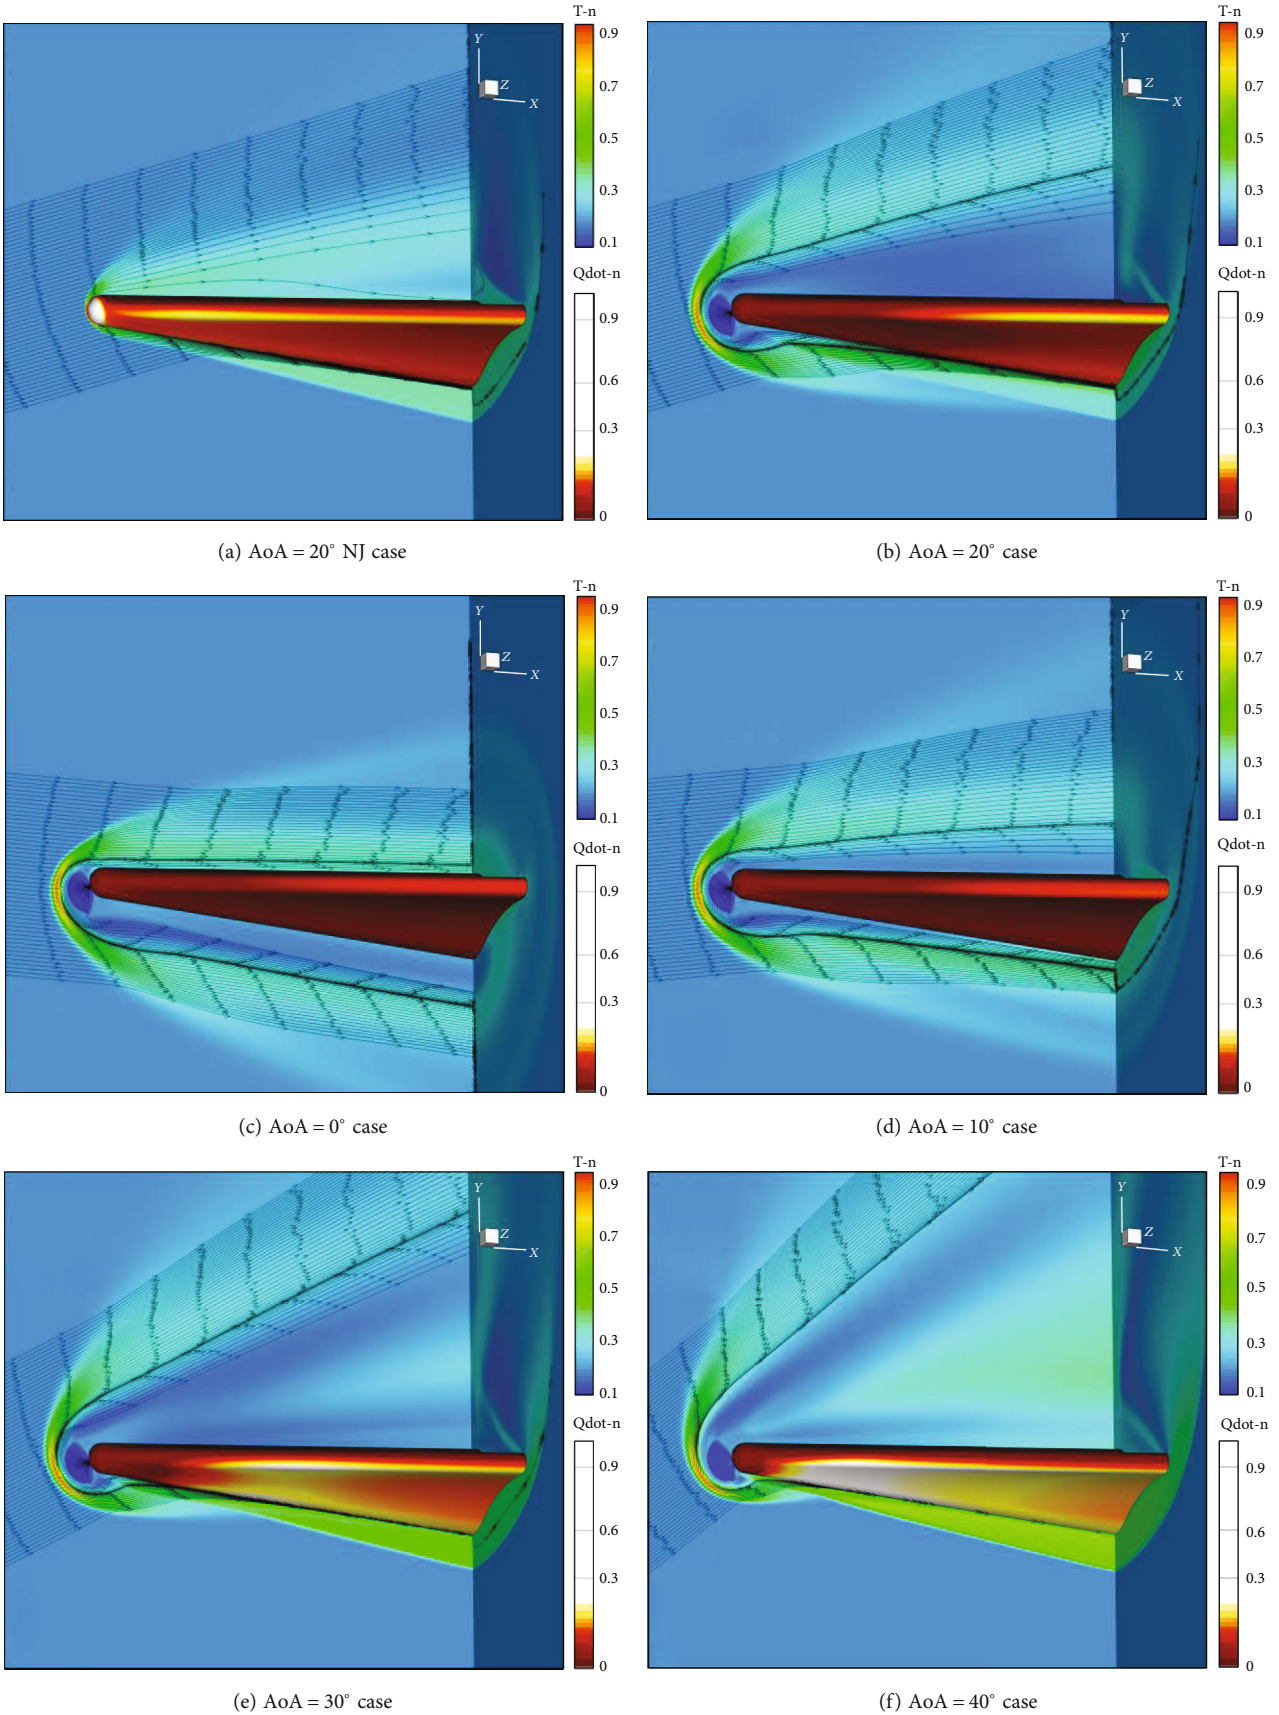 T-n
0.9
0.7
0.5
0.3
0.1
Qdot-n
0.9
0.6
0.3
0
Y
Z
X
(a) AoA = 20° NJ case
T-n
0.9
0.7
0.5
0.3
0.1
Qdot-n
0.9
0.6
0.3
0
Y
Z
X
(b) AoA = 20° case
T-n
0.9
0.7
0.5
0.3
0.1
Qdot-n
0.9
0.6
0.3
0
Y
Z
X
(c) AoA = 0° case
T-n
0.9
0.7
0.5
0.3
0.1
Qdot-n
0.9
0.6
0.3
0
Y
Z
X
(d) AoA = 10° case
T-n
0.9
0.7
0.5
0.3
0.1
Qdot-n
0.9
0.6
0.3
0
Y
Z
X
(e) AoA = 30° case
T-n
0.9
0.7
0.5
0.3
0.1
Qdot-n
0.9
0.6
0.3
0
Y
Z
X
(f) AoA = 40° case